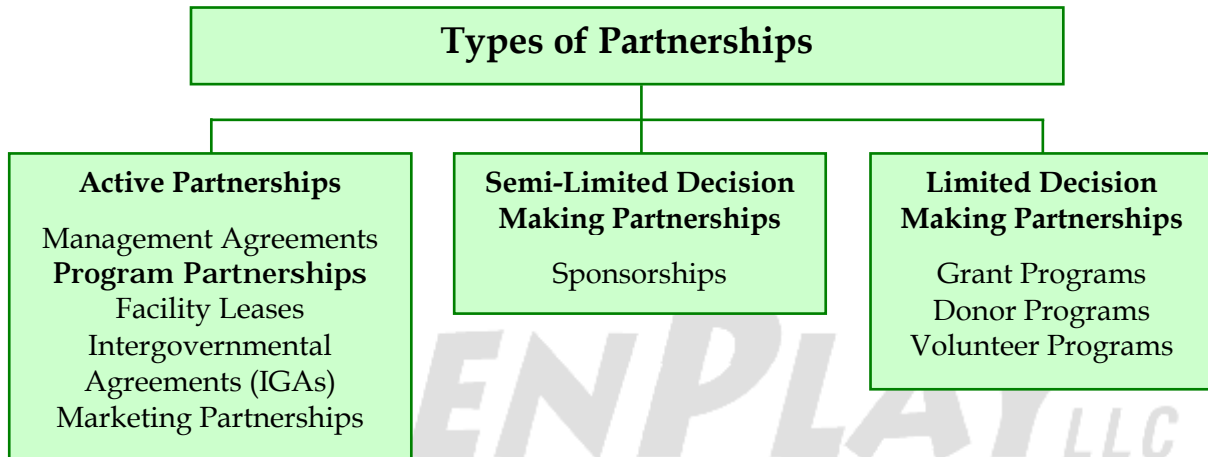 Types of Partnerships
Active Partnerships
Management Agreements
Program Partnerships
Facility Leases
Intergovernmental
Agreements (IGAs)
Marketing Partnerships
Semi-Limited Decision
Making Partnerships
Sponsorships
Limited Decision
Making Partnerships
Grant Programs
Donor Programs
Volunteer Programs
ENPLAY LLC